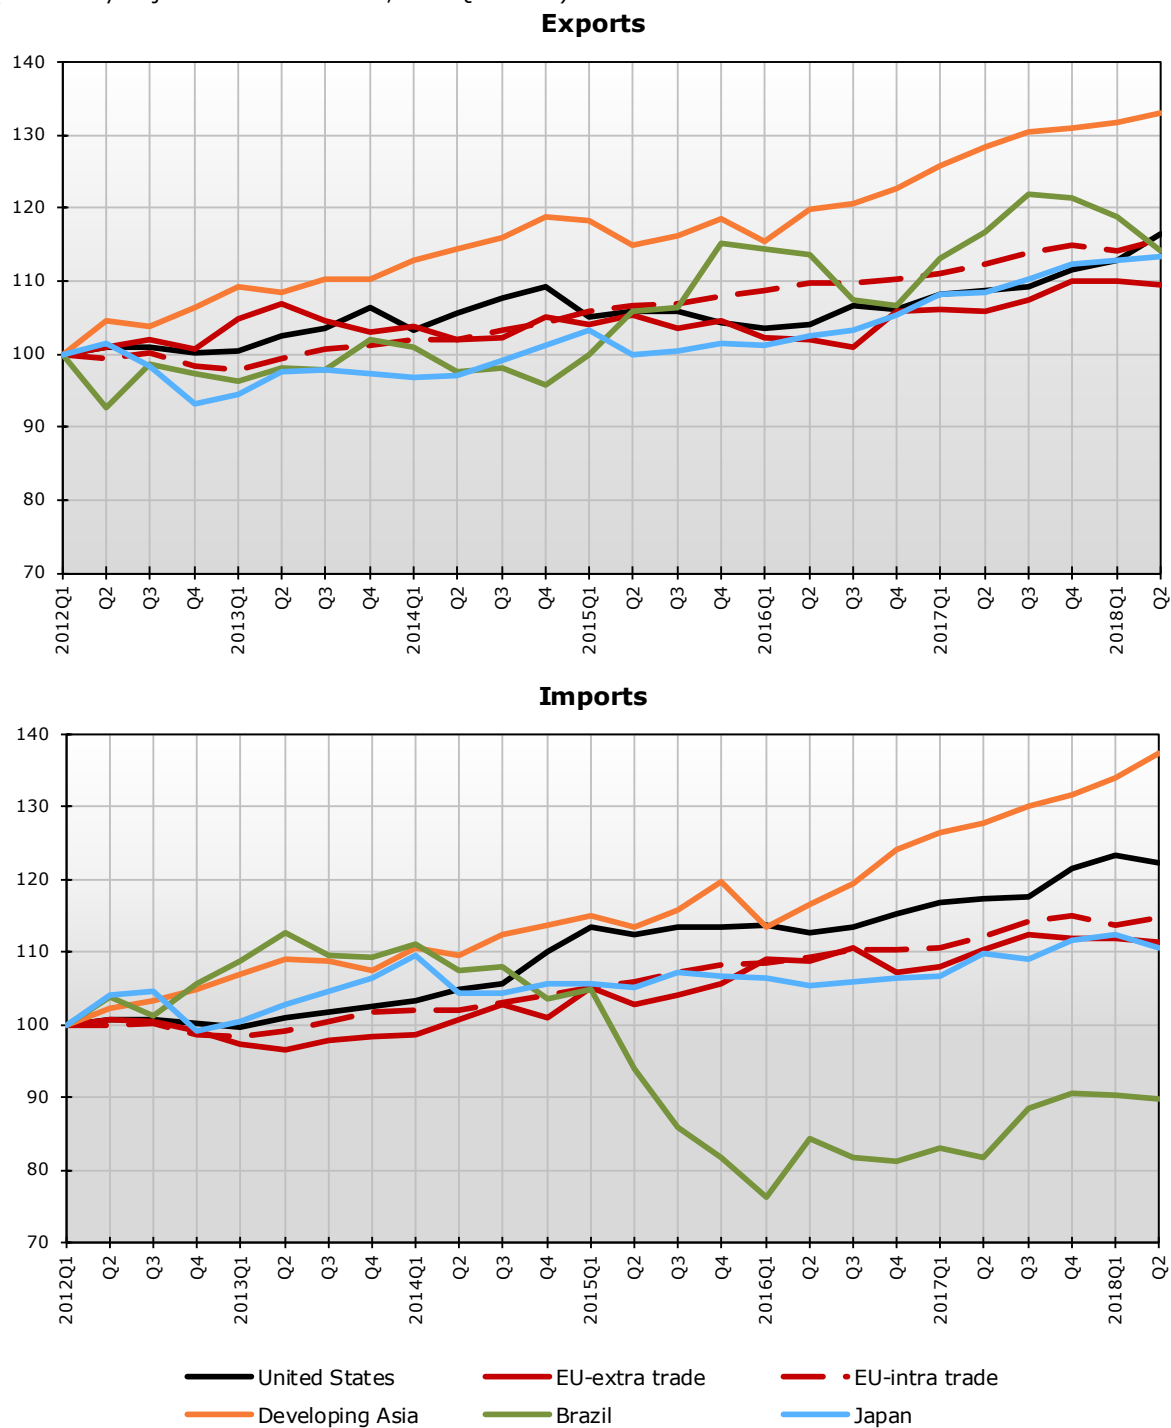 Exports
140
130
120
110
100
90
80
70
2012Q1
Q2
Q3
Q4
2013Q1
Q2
Q3
Q4
2014Q1
Q2
Q3
Q4
2015Q1
Q2
Q3
Q4
2016Q1
Q2
Q3
Q4
2017Q1
Q2
Q3
Q4
2018Q1
Q2
Imports
140
130
120
110
100
90
80
70
2012Q1
Q2
Q3
Q4
2013Q1
Q2
Q3
Q4
2014Q1
Q2
Q3
Q4
2015Q1
Q2
Q3
Q4
2016Q1
Q2
Q3
Q4
2017Q1
Q2
Q3
Q4
2018Q1
Q2
United States EU-extra trade EU-intra trade
Developing Asia Brazil Japan